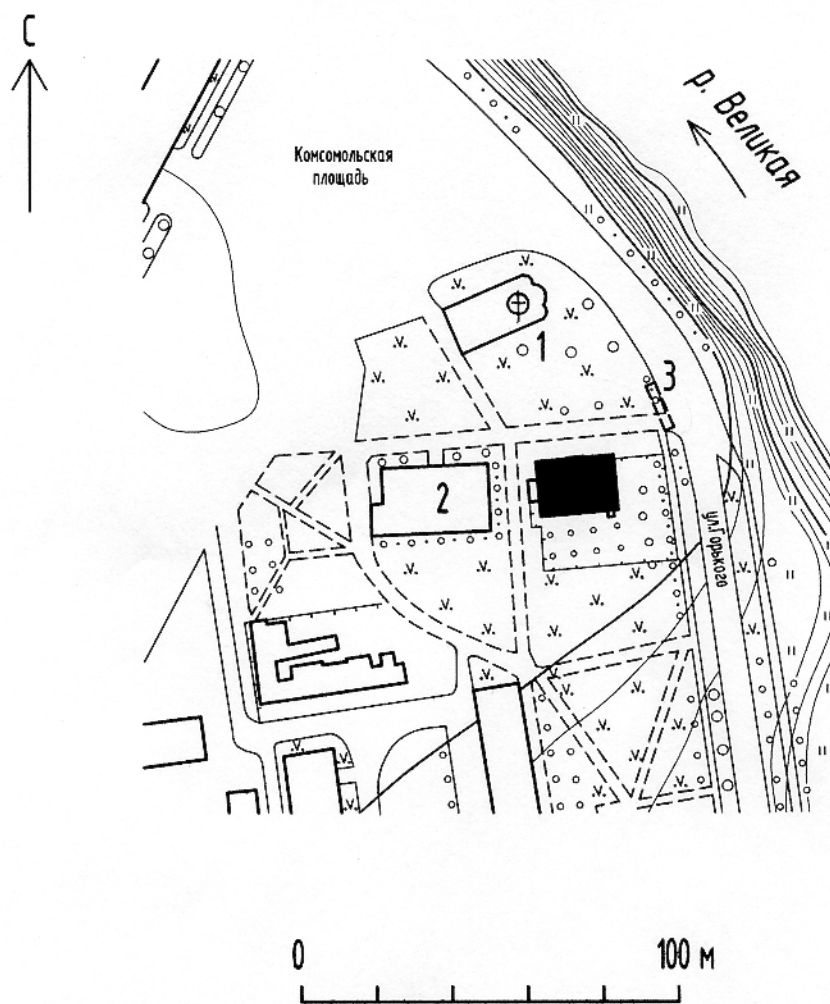 С
р. Великая
Комсомольская
площадь
1
3
2
ул.Горького
0
100 м